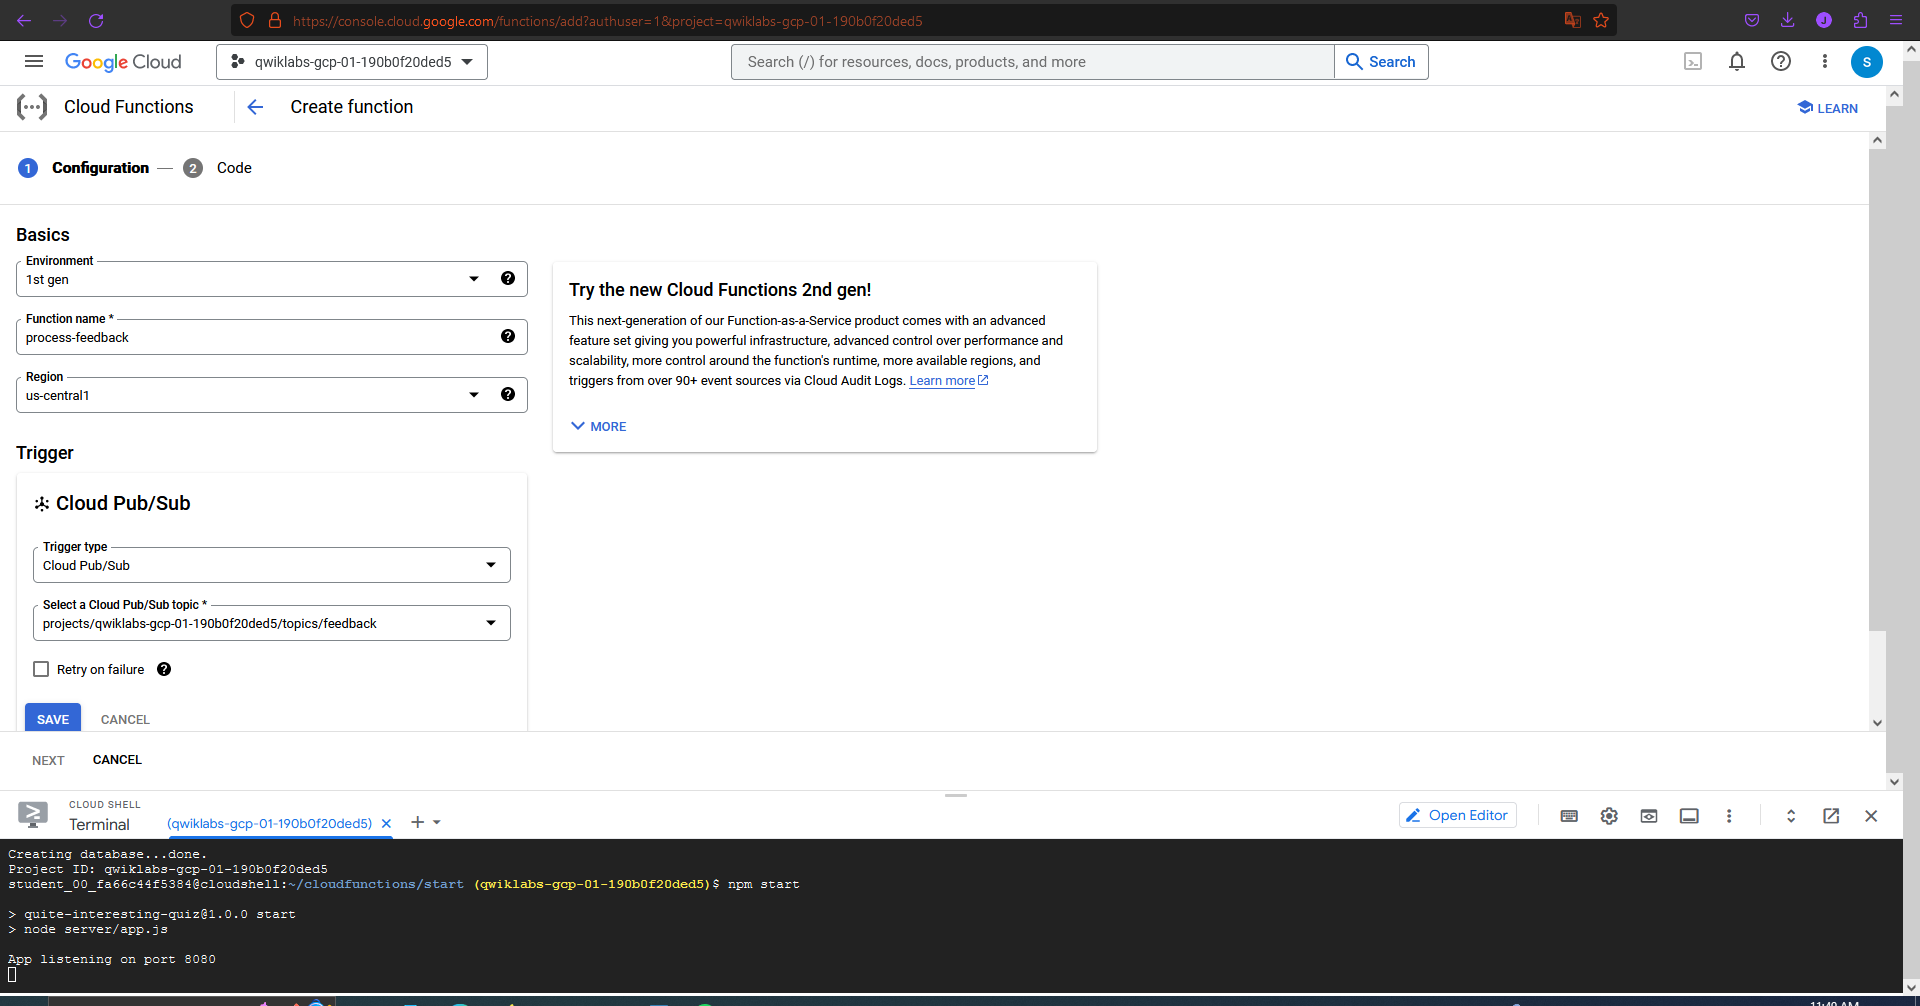 https://console.cloud.google.com/functions/add?authuser=1&project=qwiklabs-gcp-01-190b0f20ded5
Google Cloud
qwiklabs-gcp-01-190b0f20ded5
Search (/) for resources, docs, products, and more
Search
S
Cloud Functions
Create function
LEARN
1 Configuration — 2 Code
Basics
Environment
1st gen
Function name *
process-feedback
Region
us-central1
Try the new Cloud Functions 2nd gen!
This next-generation of our Function-as-a-Service product comes with an advanced
feature set giving you powerful infrastructure, advanced control over performance and
scalability, more control around the function's runtime, more available regions, and
triggers from over 90+ event sources via Cloud Audit Logs. Learn more
MORE
Trigger
Cloud Pub/Sub
Trigger type
Cloud Pub/Sub
Select a Cloud Pub/Sub topic *
projects/qwiklabs-gcp-01-190b0f20ded5/topics/feedback
Retry on failure
SAVE CANCEL
NEXT CANCEL
CLOUD SHELL
Terminal
(qwiklabs-gcp-01-190b0f20ded5)
Open Editor
Creating database...done.
Project ID: qwiklabs-gcp-01-190b0f20ded5
student_00_fa66c44f5384@cloudshell:~/cloudfunctions/start (qwiklabs-gcp-01-190b0f20ded5)$ npm start
> quite-interesting-quiz@1.0.0 start
> node server/app.js
App listening on port 8080